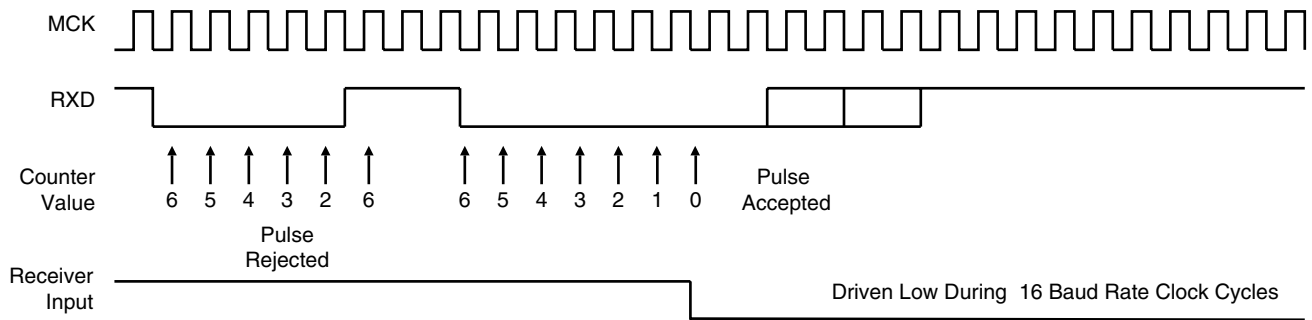 MCK
RXD
Counter
Value
6 5 4 3 2 6 6 5 4 3 2 1 0
Pulse
Accepted
Pulse
Rejected
Receiver
Input
Driven Low During 16 Baud Rate Clock Cycles